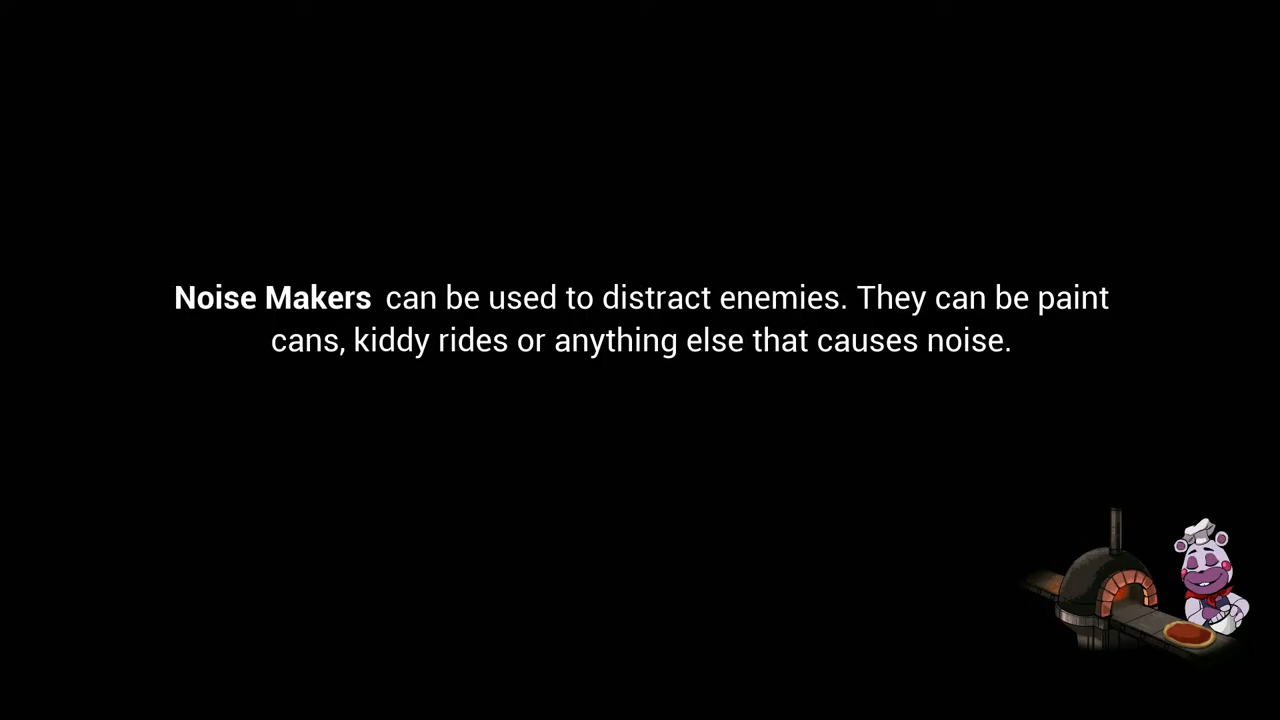 Noise Makers can be used to distract enemies. They can be paint
cans, kiddy rides or anything else that causes noise.